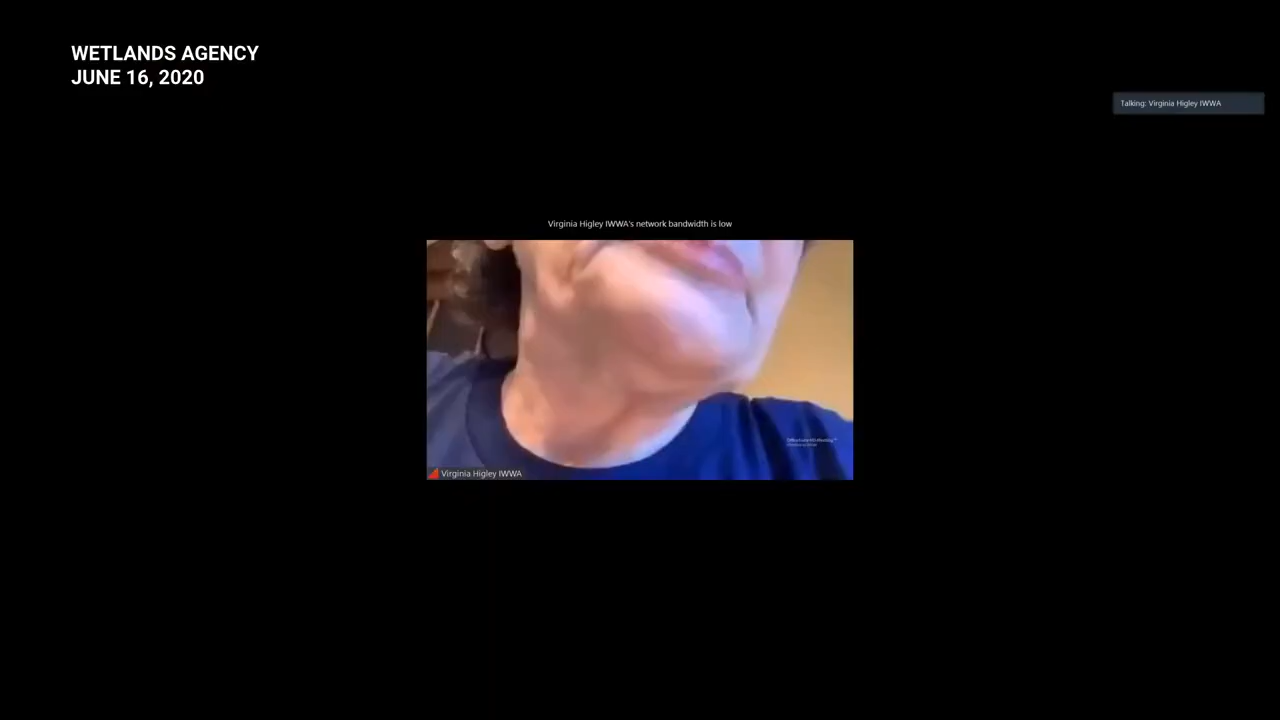 WETLANDS AGENCY
JUNE 16, 2020
Talking: Virginia Higley IWWA
Virginia Higley IWWA's network bandwidth is low
Virginia Higley IWWA